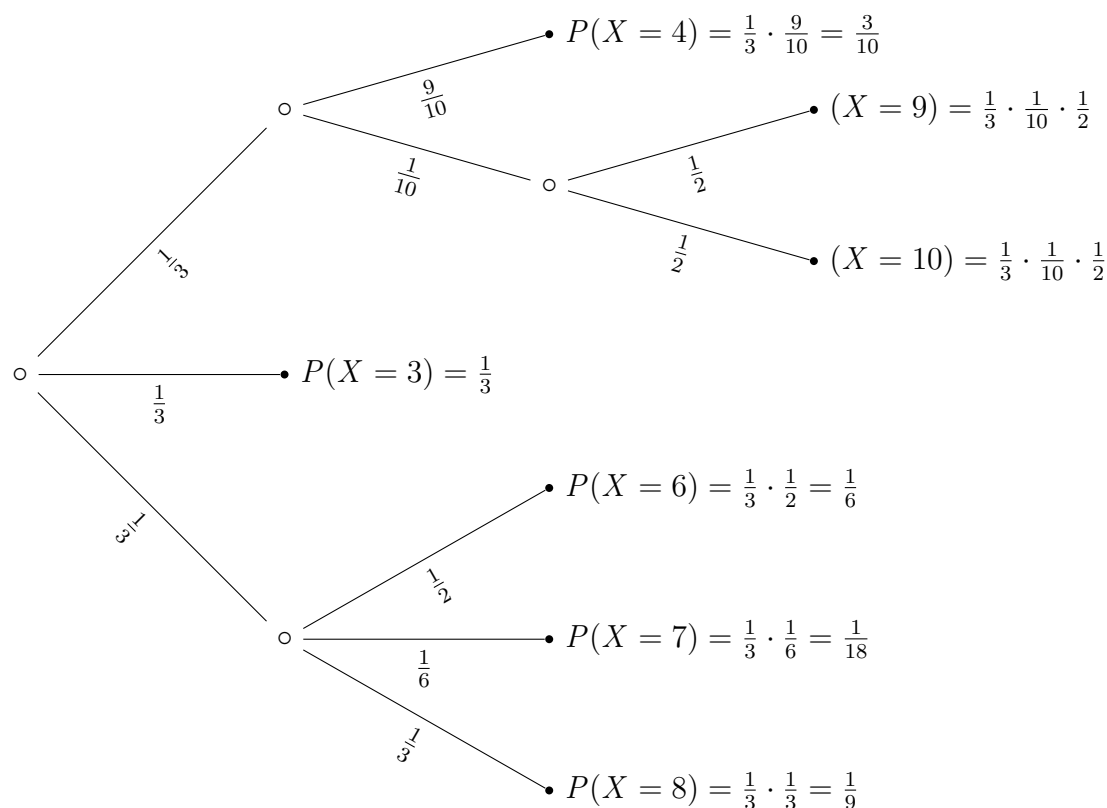 P(X = 4) = 1/3 · 9/10 = 3/10
9/10
(X = 9) = 1/3 · 1/10 · 1/2
1/10
1/2
1/3
1/2
(X = 10) = 1/3 · 1/10 · 1/2
P(X = 3) = 1/3
1/3
P(X = 6) = 1/3 · 1/2 = 1/6
1/3
1/2
P(X = 7) = 1/3 · 1/6 = 1/18
1/6
1/3
P(X = 8) = 1/3 · 1/3 = 1/9